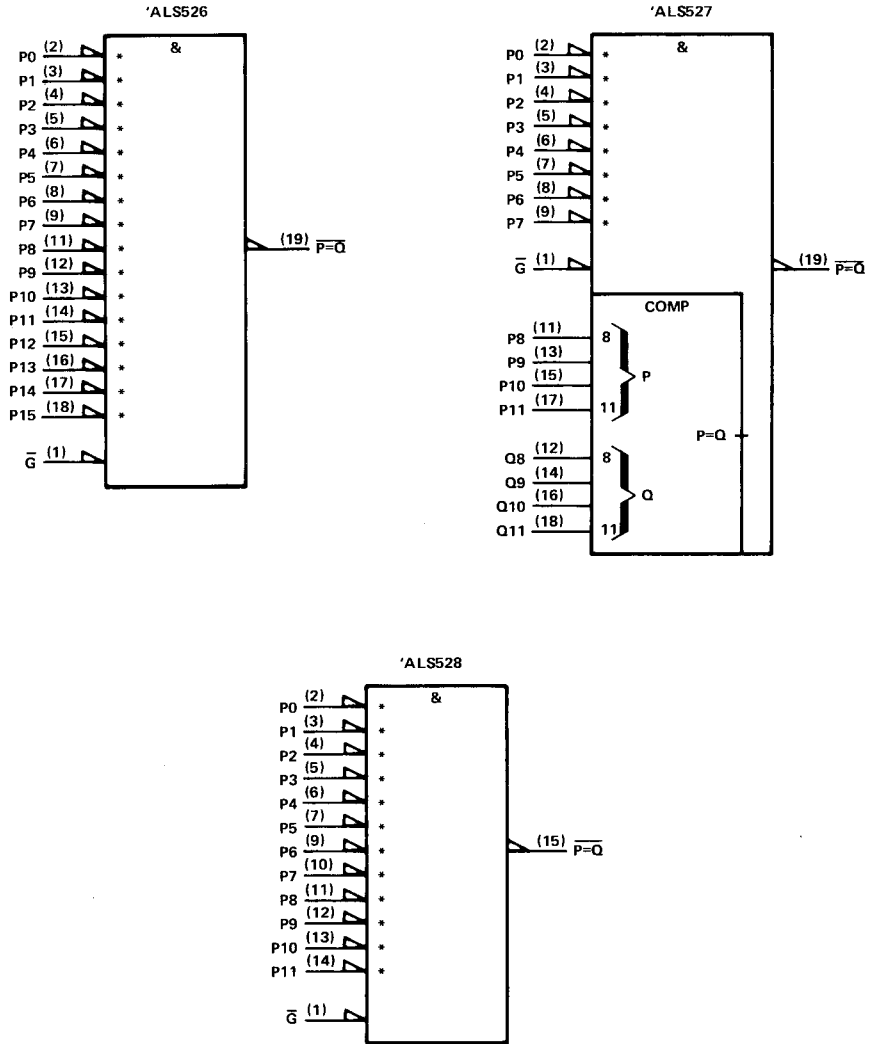 'ALS526
&
P0 (2) *
P1 (3) *
P2 (4) *
P3 (5) *
P4 (6) *
P5 (7) *
P6 (8) *
P7 (9) *
P8 (11) *
P9 (12) *
P10 (13) *
P11 (14) *
P12 (15) *
P13 (16) *
P14 (17) *
P15 (18) *
G̅ (1)
(19) P̅=̅Q̅
'ALS527
&
P0 (2) *
P1 (3) *
P2 (4) *
P3 (5) *
P4 (6) *
P5 (7) *
P6 (8) *
P7 (9) *
G̅ (1)
(19) P̅=̅Q̅
COMP
P8 (11) 8
P9 (13)
P10 (15)
P11 (17) 11
P
P=Q
Q8 (12) 8
Q9 (14)
Q10 (16)
Q11 (18) 11
Q
'ALS528
&
P0 (2) *
P1 (3) *
P2 (4) *
P3 (5) *
P4 (6) *
P5 (7) *
P6 (9) *
P7 (10) *
P8 (11) *
P9 (12) *
P10 (13) *
P11 (14) *
G̅ (1)
(15) P̅=̅Q̅